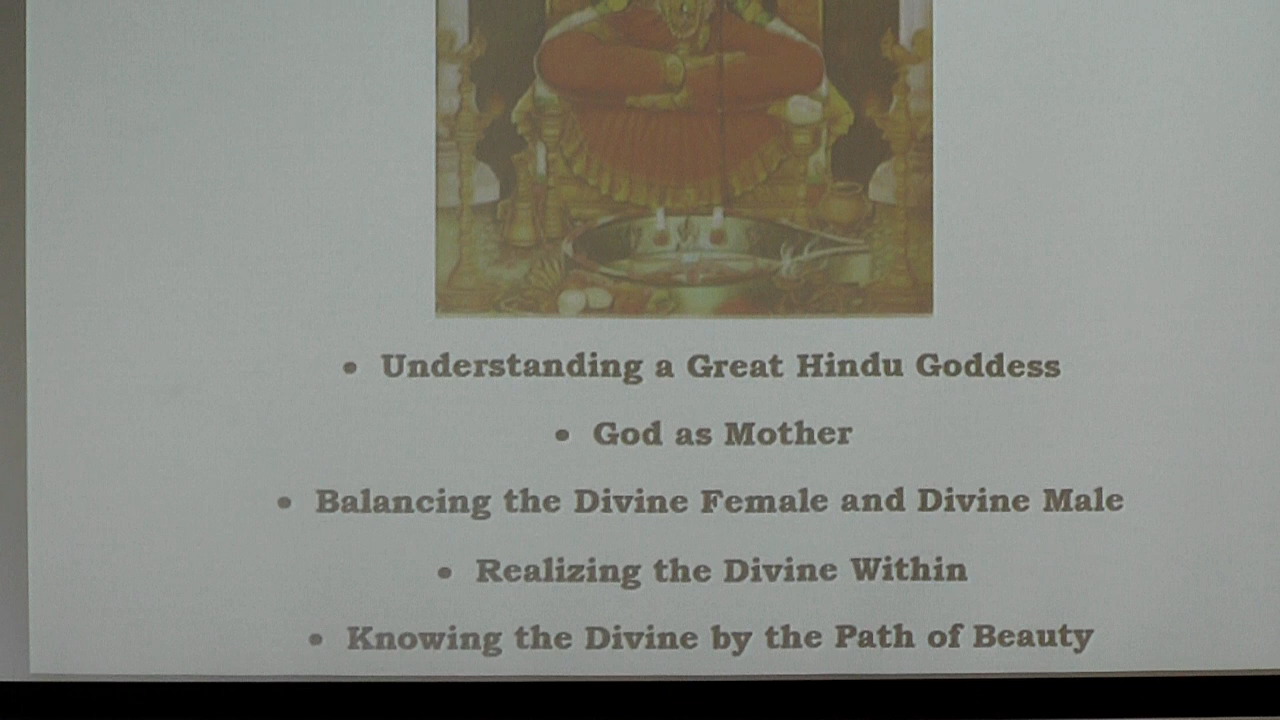 • Understanding a Great Hindu Goddess
• God as Mother
• Balancing the Divine Female and Divine Male
• Realizing the Divine Within
• Knowing the Divine by the Path of Beauty